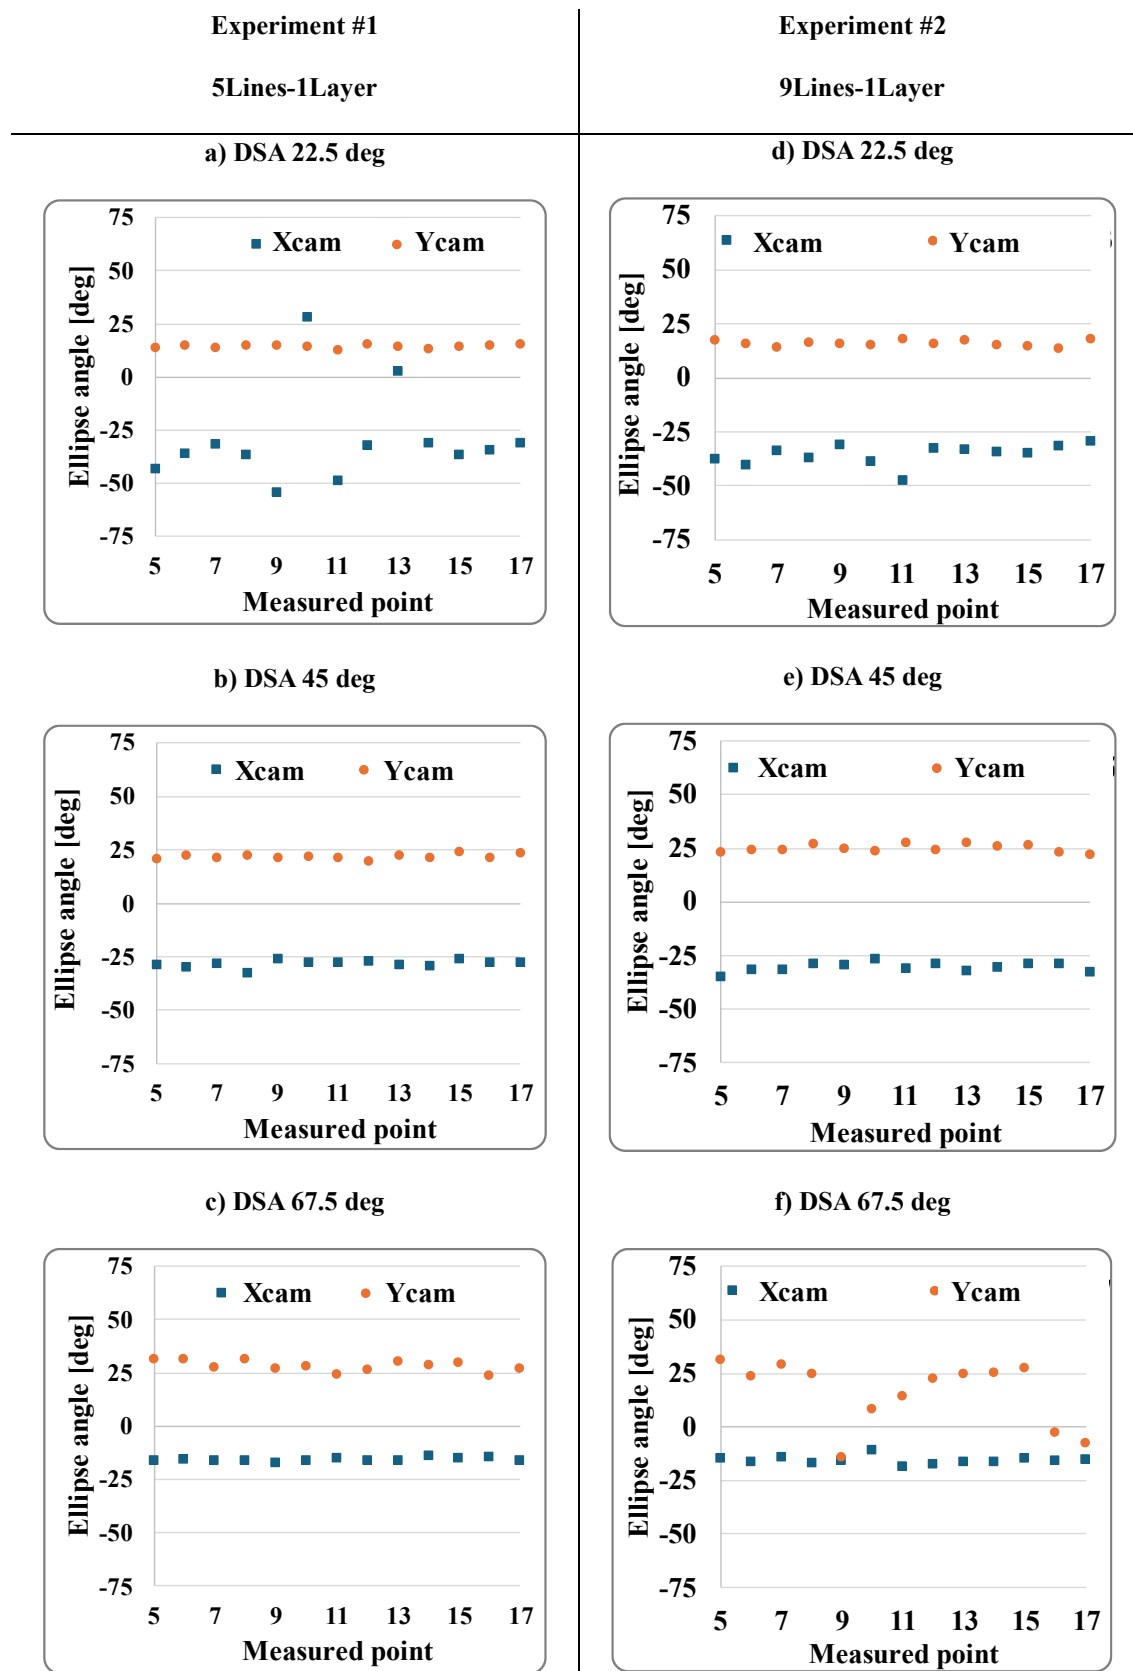 Experiment #1
5Lines-1Layer
Experiment #2
9Lines-1Layer
a) DSA 22.5 deg
Xcam Ycam
75
50
25
0
-25
-50
-75
Ellipse angle [deg]
5 7 9 11 13 15 17
Measured point
d) DSA 22.5 deg
Xcam Ycam
75
50
25
0
-25
-50
-75
Ellipse angle [deg]
5 7 9 11 13 15 17
Measured point
b) DSA 45 deg
Xcam Ycam
75
50
25
0
-25
-50
-75
Ellipse angle [deg]
5 7 9 11 13 15 17
Measured point
e) DSA 45 deg
Xcam Ycam
75
50
25
0
-25
-50
-75
Ellipse angle [deg]
5 7 9 11 13 15 17
Measured point
c) DSA 67.5 deg
Xcam Ycam
75
50
25
0
-25
-50
-75
Ellipse angle [deg]
5 7 9 11 13 15 17
Measured point
f) DSA 67.5 deg
Xcam Ycam
75
50
25
0
-25
-50
-75
Ellipse angle [deg]
5 7 9 11 13 15 17
Measured point